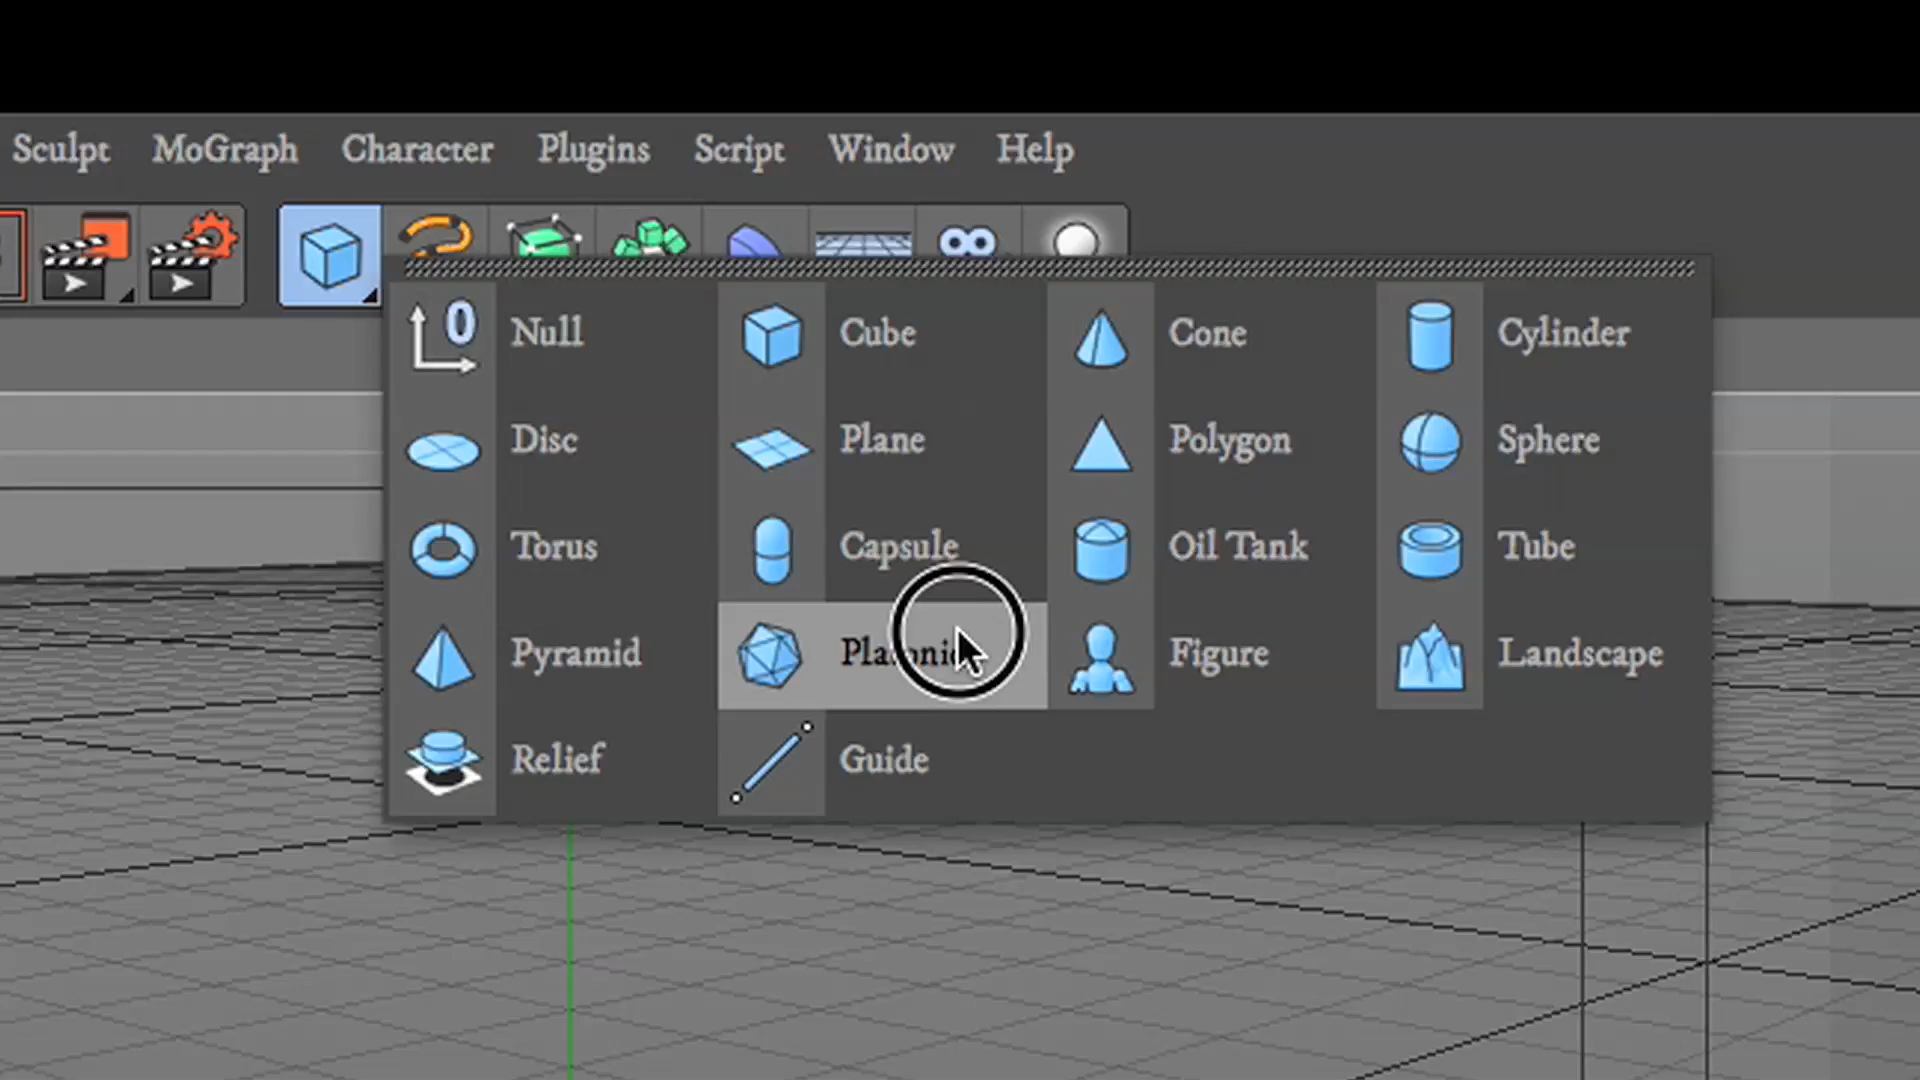 Sculpt MoGraph Character Plugins Script Window Help
0 Null Cube Cone Cylinder
Disc Plane Polygon Sphere
Torus Capsule Oil Tank Tube
Pyramid Platonic Figure Landscape
Relief Guide